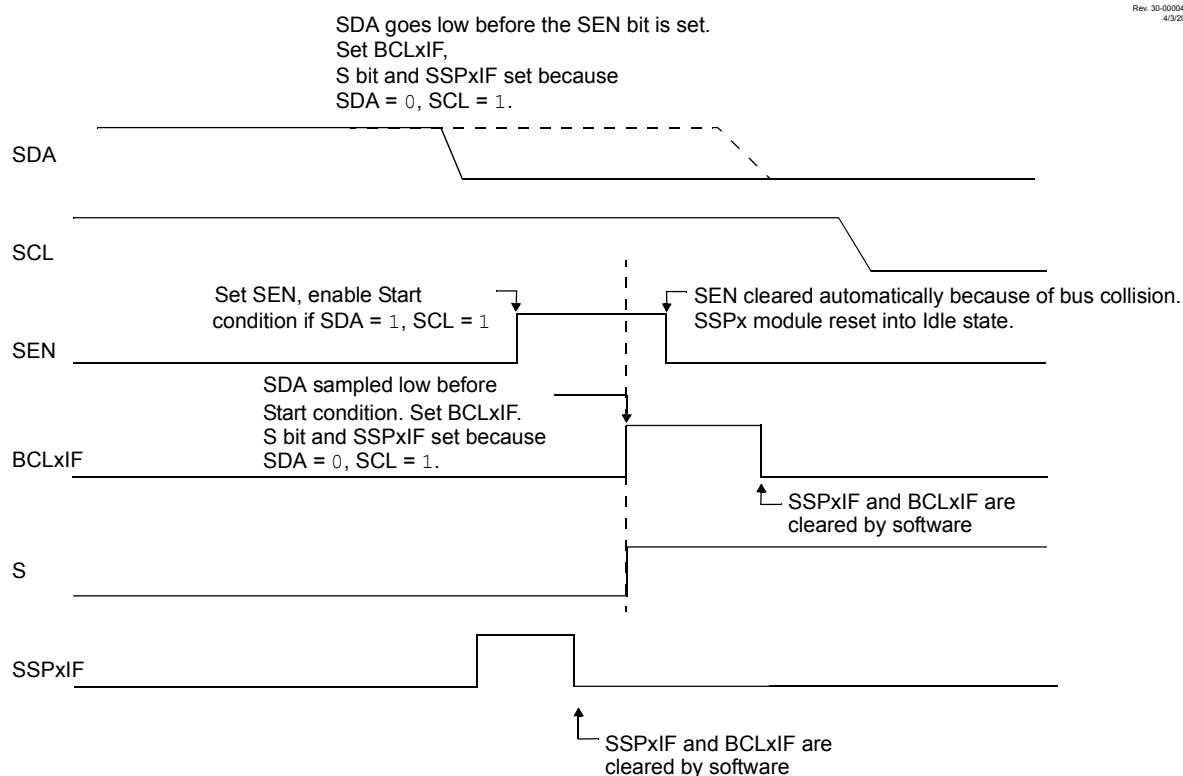 Rev. 30-00004
4/3/20
SDA goes low before the SEN bit is set.
Set BCLxIF,
S bit and SSPxIF set because
SDA = 0, SCL = 1.
SDA
SCL
Set SEN, enable Start
condition if SDA = 1, SCL = 1
SEN cleared automatically because of bus collision.
SSPx module reset into Idle state.
SEN
SDA sampled low before
Start condition. Set BCLxIF.
S bit and SSPxIF set because
SDA = 0, SCL = 1.
BCLxIF
SSPxIF and BCLxIF are
cleared by software
S
SSPxIF
SSPxIF and BCLxIF are
cleared by software